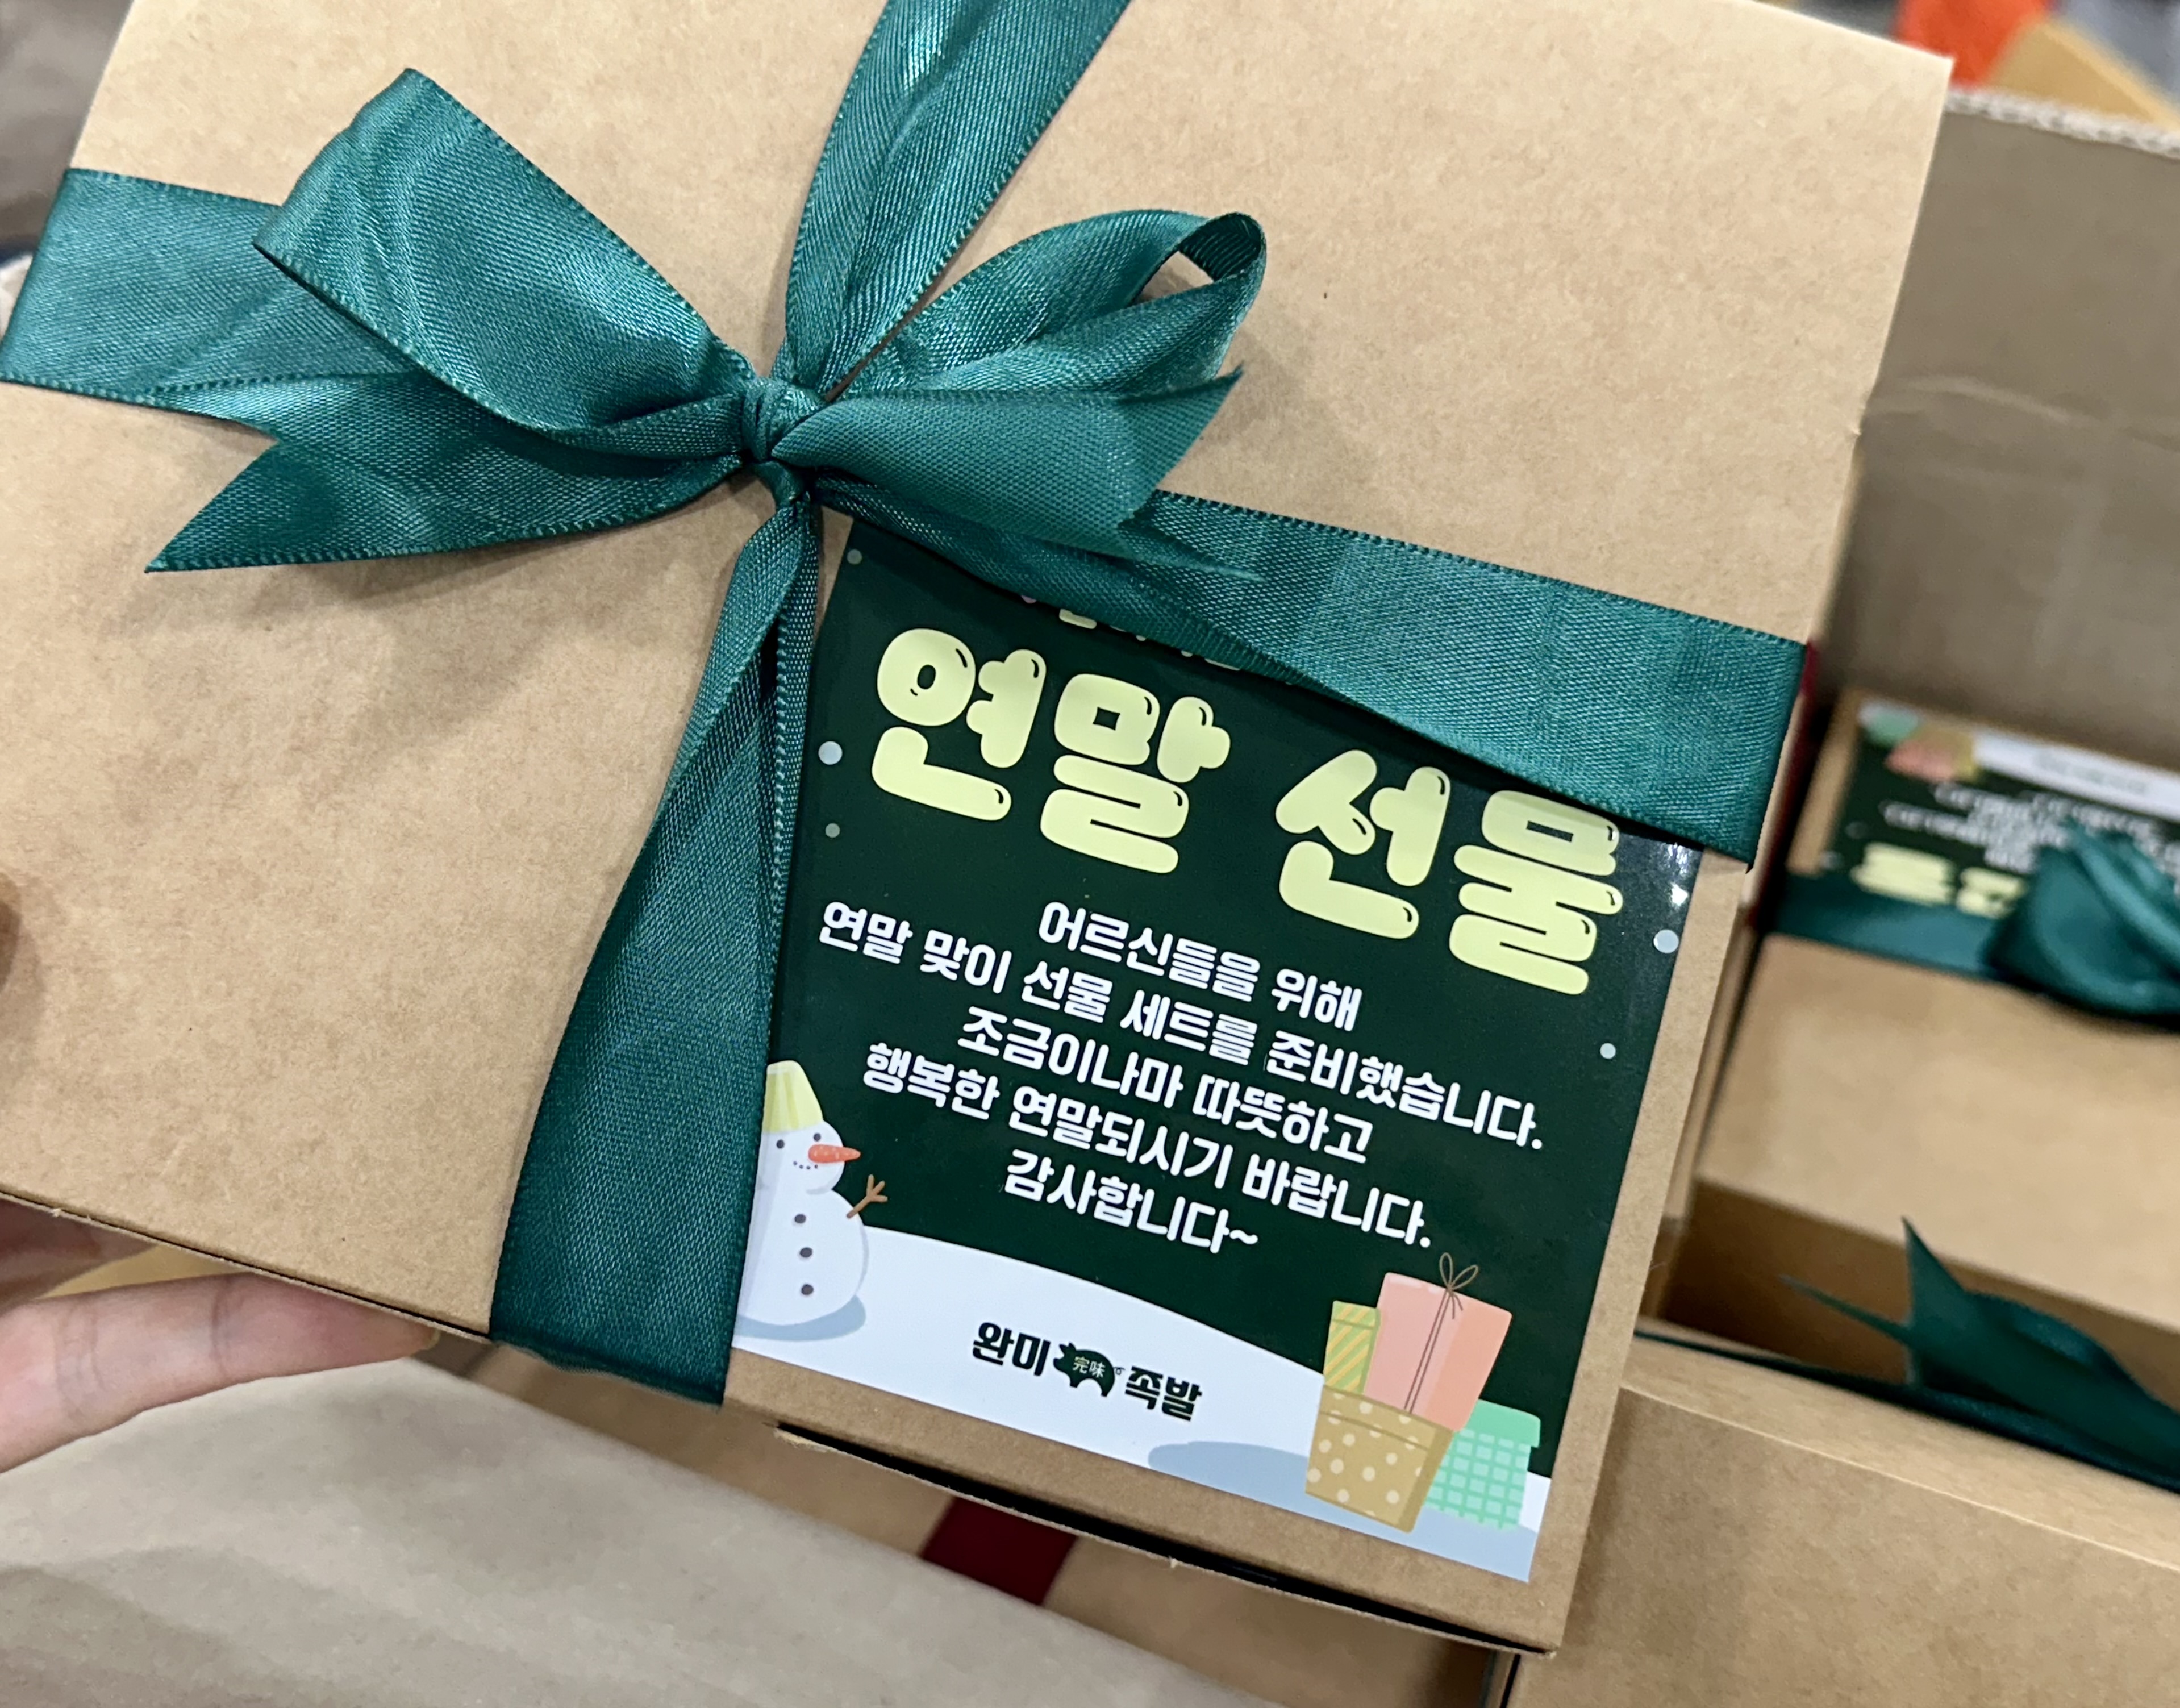 연말 선물
어르신들을 위해
연말 맞이 선물 세트를 준비했습니다.
조금이나마 따뜻하고
행복한 연말되시기 바랍니다.
감사합니다~
완미 完味 족발